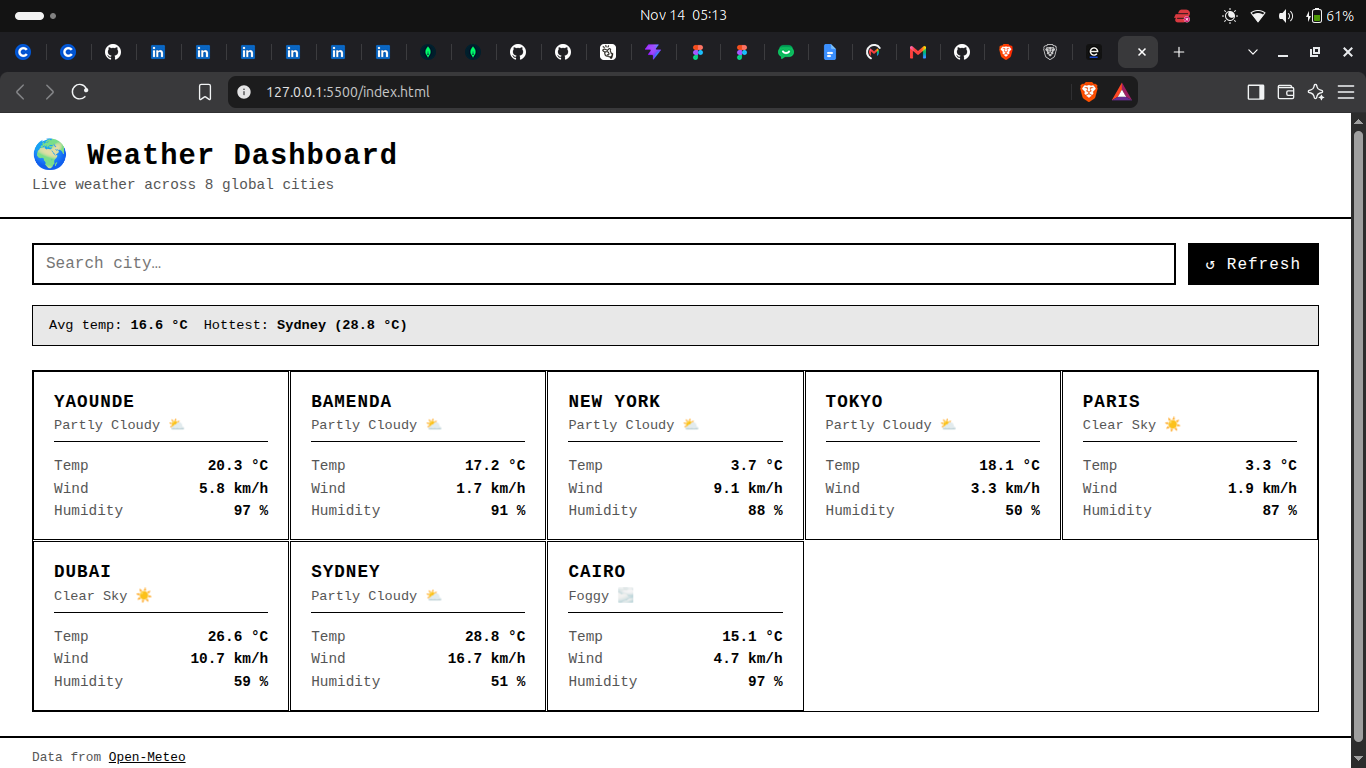 Nov 14 05:13
61%
127.0.0.1:5500/index.html
🌍 Weather Dashboard
Live weather across 8 global cities
Search city…
↺ Refresh
Avg temp: 16.6 °C Hottest: Sydney (28.8 °C)
YAOUNDE
Partly Cloudy ⛅
Temp 20.3 °C
Wind 5.8 km/h
Humidity 97 %
BAMENDA
Partly Cloudy ⛅
Temp 17.2 °C
Wind 1.7 km/h
Humidity 91 %
NEW YORK
Partly Cloudy ⛅
Temp 3.7 °C
Wind 9.1 km/h
Humidity 88 %
TOKYO
Partly Cloudy ⛅
Temp 18.1 °C
Wind 3.3 km/h
Humidity 50 %
PARIS
Clear Sky ☀️
Temp 3.3 °C
Wind 1.9 km/h
Humidity 87 %
DUBAI
Clear Sky ☀️
Temp 26.6 °C
Wind 10.7 km/h
Humidity 59 %
SYDNEY
Partly Cloudy ⛅
Temp 28.8 °C
Wind 16.7 km/h
Humidity 51 %
CAIRO
Foggy 🌫️
Temp 15.1 °C
Wind 4.7 km/h
Humidity 97 %
Data from Open-Meteo